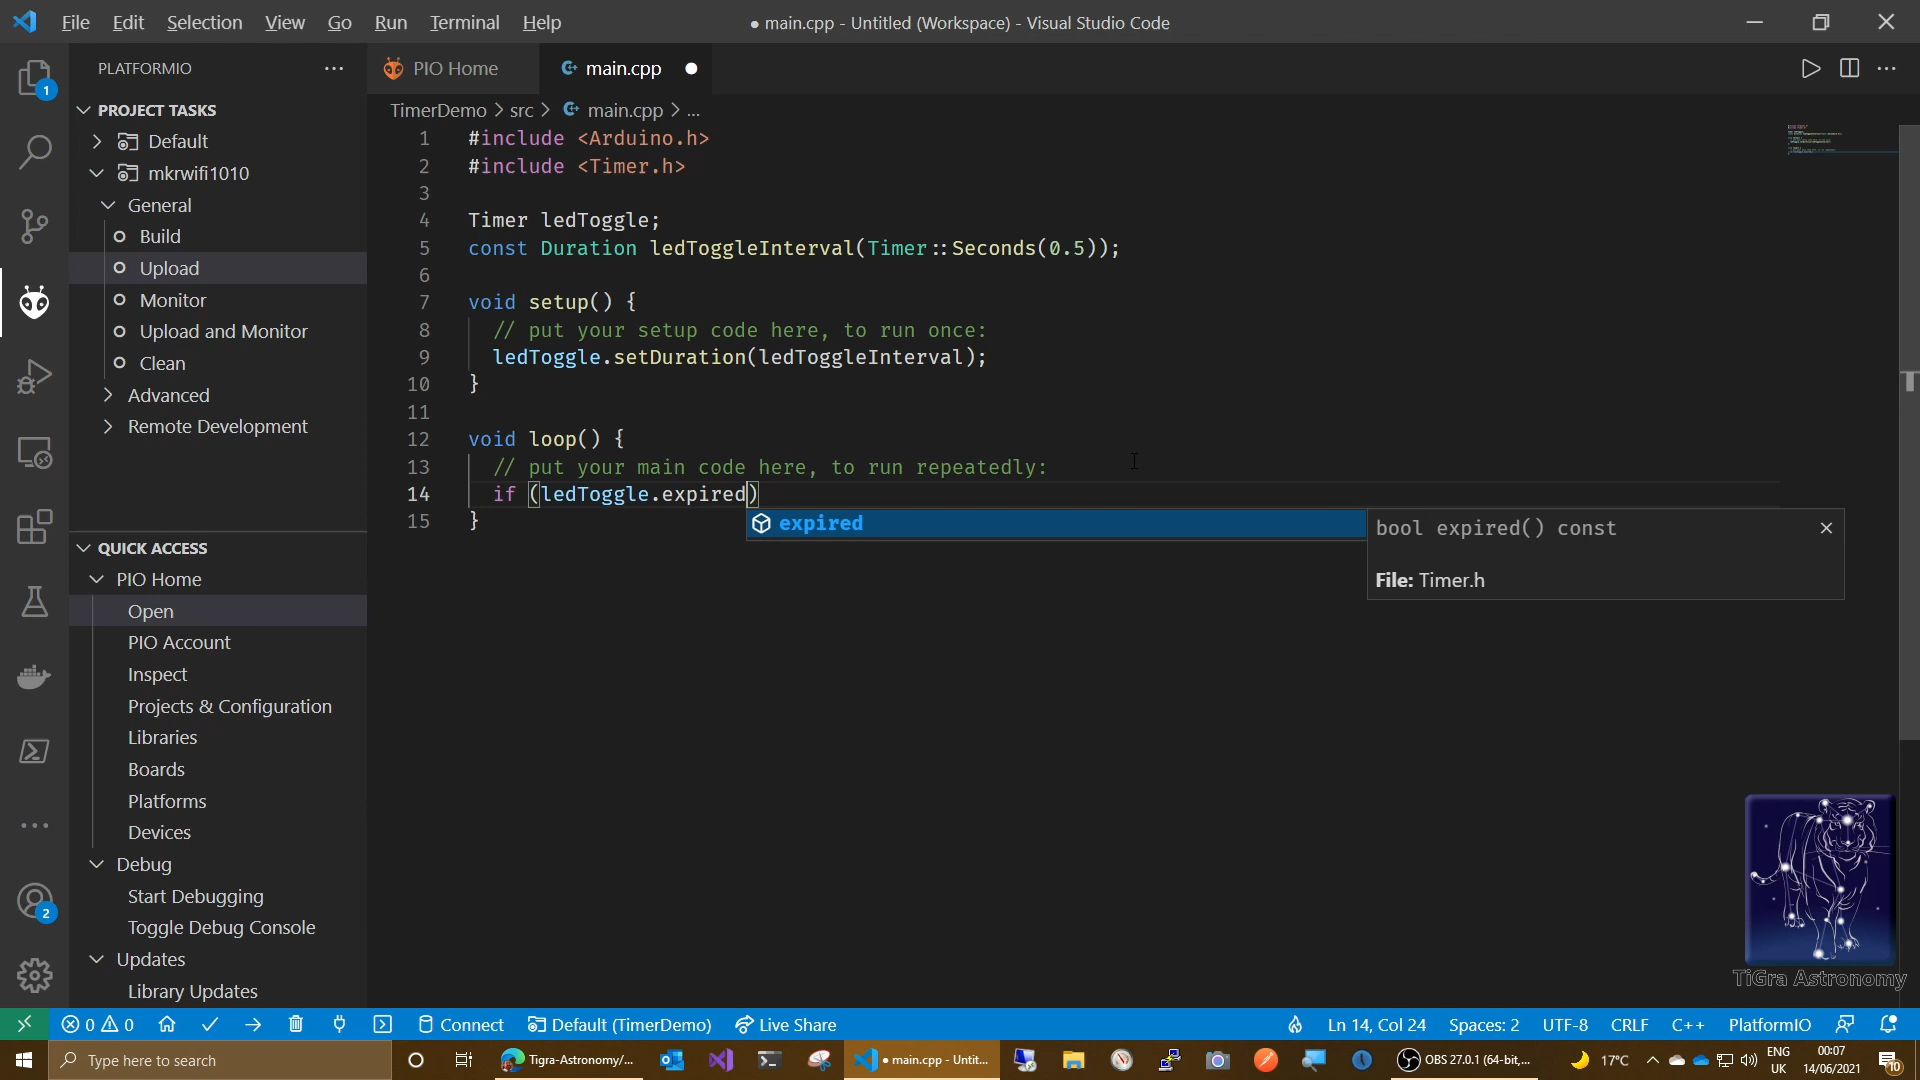 File Edit Selection View Go Run Terminal Help
● main.cpp - Untitled (Workspace) - Visual Studio Code
PLATFORMIO
PIO Home
main.cpp
1
PROJECT TASKS
Default
mkrwifi1010
General
Build
Upload
Monitor
Upload and Monitor
Clean
Advanced
Remote Development
QUICK ACCESS
PIO Home
Open
PIO Account
Inspect
Projects & Configuration
Libraries
Boards
Platforms
Devices
Debug
Start Debugging
Toggle Debug Console
Updates
Library Updates
2
TimerDemo > src > main.cpp > ...
1 #include <Arduino.h>
2 #include <Timer.h>
3
4 Timer ledToggle;
5 const Duration ledToggleInterval(Timer::Seconds(0.5));
6
7 void setup() {
8 // put your setup code here, to run once:
9 ledToggle.setDuration(ledToggleInterval);
10 }
11
12 void loop() {
13 // put your main code here, to run repeatedly:
14 if (ledToggle.expired)
15 }
expired
bool expired() const
File: Timer.h
TiGra Astronomy
0 0 Connect Default (TimerDemo) Live Share Ln 14, Col 24 Spaces: 2 UTF-8 CRLF C++ PlatformIO
Type here to search
Tigra-Astronomy/...
● main.cpp - Untit...
OBS 27.0.1 (64-bit,...
17°C
ENG
UK
00:07
14/06/2021
10